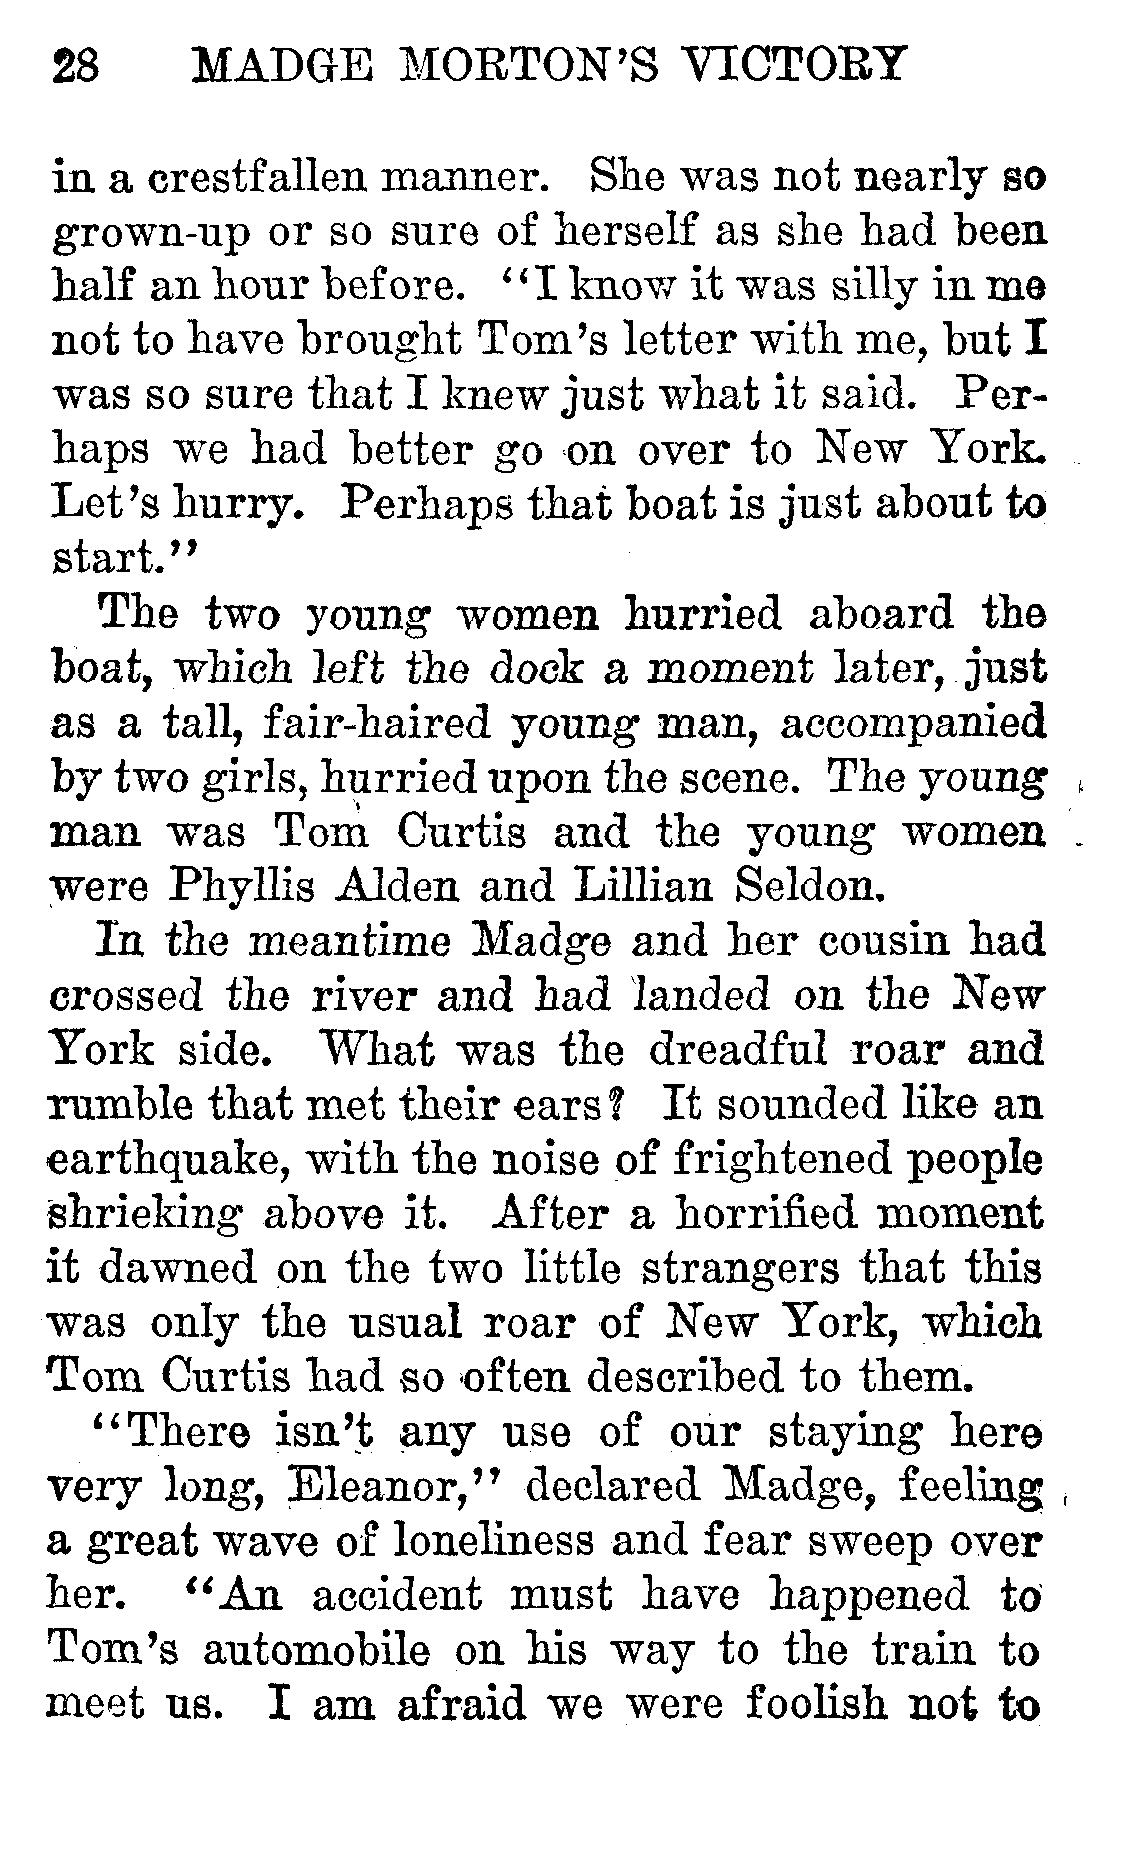 28 MADGE MORTON'S VICTORY
in a crestfallen manner. She was not nearly so
grown-up or so sure of herself as she had been
half an hour before. "I know it was silly in me
not to have brought Tom's letter with me, but I
was so sure that I knew just what it said. Per-
haps we had better go on over to New York.
Let's hurry. Perhaps that boat is just about to
start."
The two young women hurried aboard the
boat, which left the dock a moment later, just
as a tall, fair-haired young man, accompanied
by two girls, hurried upon the scene. The young
man was Tom Curtis and the young women
were Phyllis Alden and Lillian Seldon.
In the meantime Madge and her cousin had
crossed the river and had landed on the New
York side. What was the dreadful roar and
rumble that met their ears? It sounded like an
earthquake, with the noise of frightened people
shrieking above it. After a horrified moment
it dawned on the two little strangers that this
was only the usual roar of New York, which
Tom Curtis had so often described to them.
"There isn't any use of our staying here
very long, Eleanor," declared Madge, feeling
a great wave of loneliness and fear sweep over
her. "An accident must have happened to
Tom's automobile on his way to the train to
meet us. I am afraid we were foolish not to